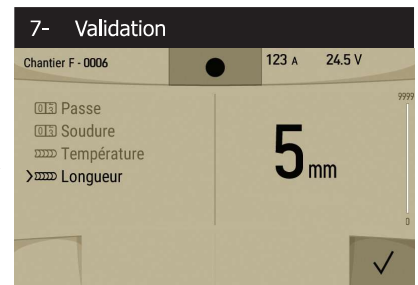 7- Validation
Chantier F - 0006
123 A 24.5 V
Passe
Soudure
Température
>Longueur
5 mm
9999
0